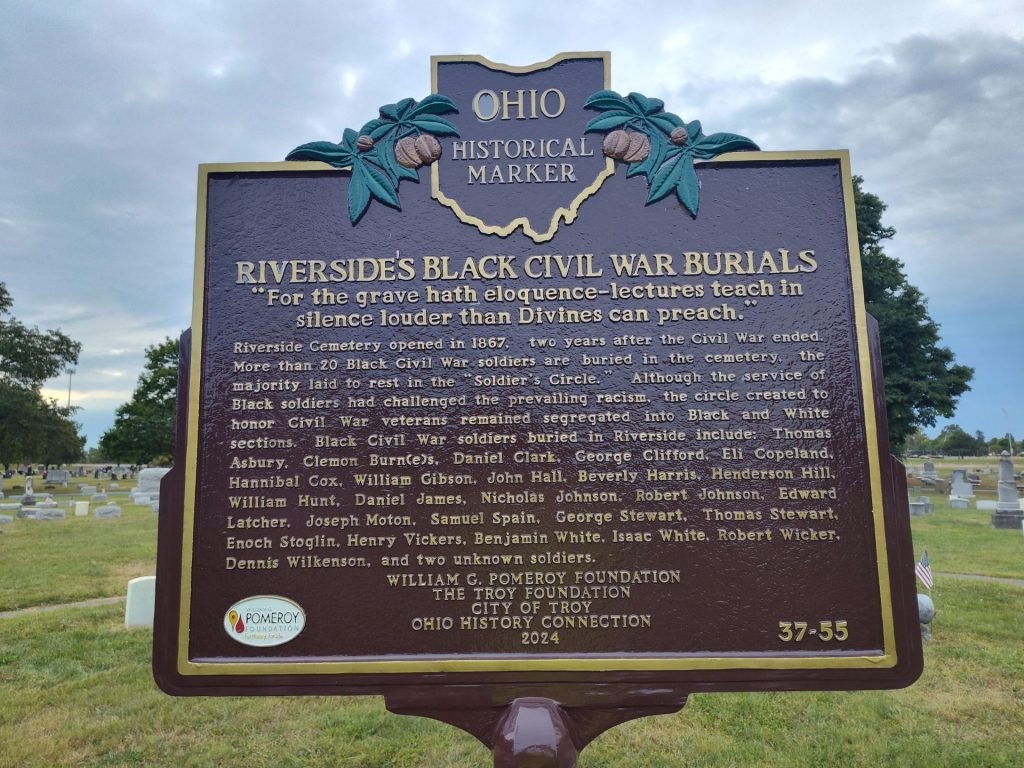 OHIO
HISTORICAL
MARKER
RIVERSIDE'S BLACK CIVIL WAR BURIALS
"For the grave hath eloquence–lectures teach in
silence louder than Divines can preach."
Riverside Cemetery opened in 1867, two years after the Civil War ended.
More than 20 Black Civil War soldiers are buried in the cemetery, the
majority laid to rest in the "Soldier's Circle." Although the service of
Black soldiers had challenged the prevailing racism, the circle created to
honor Civil War veterans remained segregated into Black and White
sections. Black Civil War soldiers buried in Riverside include: Thomas
Asbury, Clemon Burn(e)s, Daniel Clark, George Clifford, Eli Copeland,
Hannibal Cox, William Gibson, John Hall, Beverly Harris, Henderson Hill,
William Hunt, Daniel James, Nicholas Johnson, Robert Johnson, Edward
Latcher, Joseph Moton, Samuel Spain, George Stewart, Thomas Stewart,
Enoch Stoglin, Henry Vickers, Benjamin White, Isaac White, Robert Wicker,
Dennis Wilkenson, and two unknown soldiers.
WILLIAM G. POMEROY FOUNDATION
THE TROY FOUNDATION
CITY OF TROY
OHIO HISTORY CONNECTION
2024
POMEROY
FOUNDATION
37-55